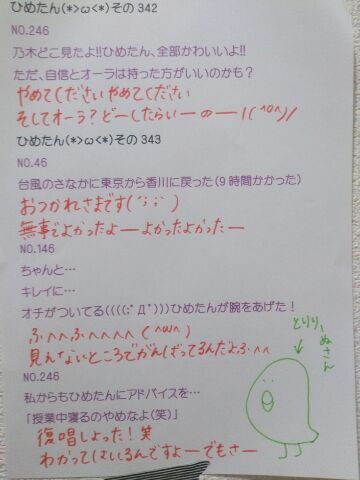 ひめたん(*>ω<*)その342
NO.246
乃木どこ見たよ!!ひめたん、全部かわいいよ!!
ただ、自信とオーラは持った方がいいのかも?
やめてくださいやめてください
そしてオーラ?どーしたらいーのー!(^o^)/
ひめたん(*>ω<*)その343
NO.46
台風のさなかに東京から香川に戻った(9時間かかった)
おつかれさまです(´;;`)
無事でよかったよーよかったよかったー
NO.146
ちゃんと…
キレイに…
オチがついてる((((;ﾟДﾟ)))ひめたんが腕をあげた!
ふへへふへへへへ(^ω^)
見えないところでがんばってるんだよふへへ
とりりーぬさん
NO.246
私からもひめたんにアドバイスを…
「授業中寝るのやめなよ(笑)」
復唱しょった!笑
わかってはいるんですよーでもさー